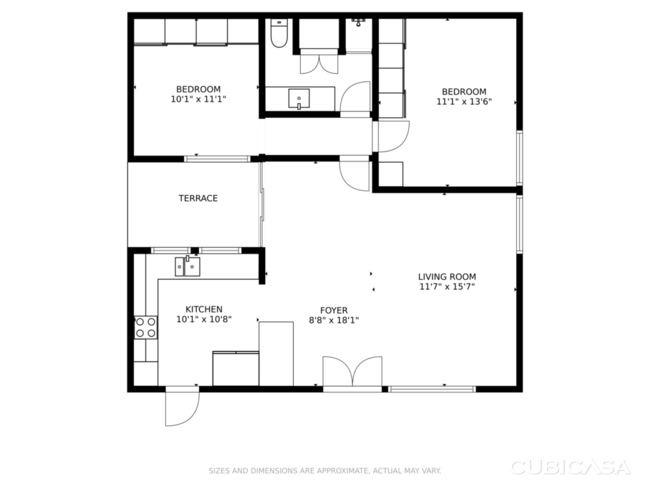 BEDROOM
10'1" x 11'1"
BEDROOM
11'1" x 13'6"
TERRACE
LIVING ROOM
11'7" x 15'7"
KITCHEN
10'1" x 10'8"
FOYER
8'8" x 18'1"
SIZES AND DIMENSIONS ARE APPROXIMATE, ACTUAL MAY VARY.
CUBICASA